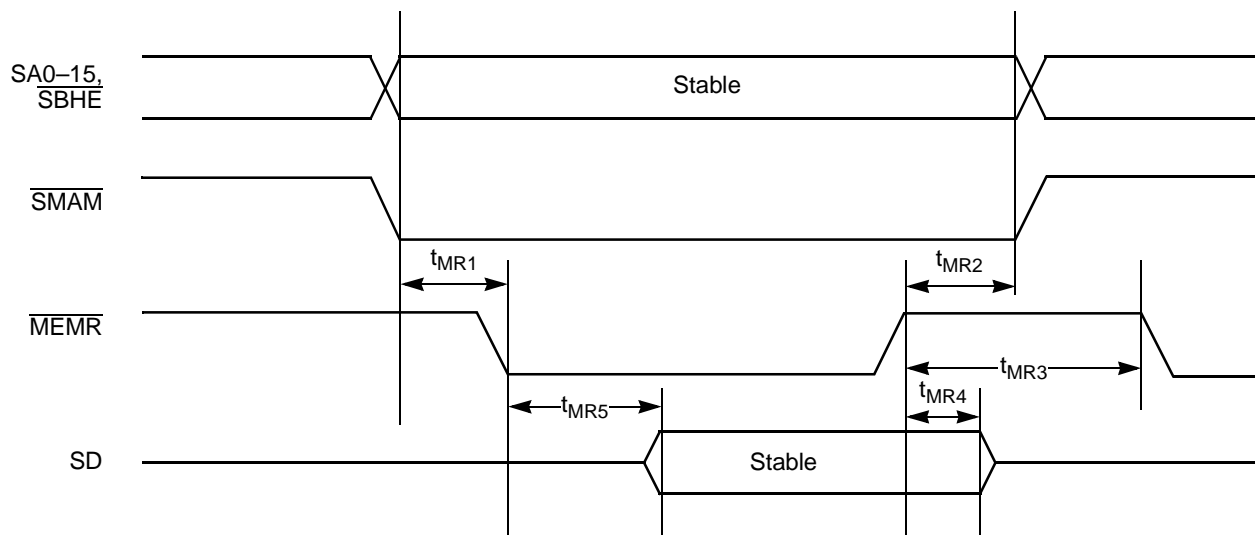 SA0–15,
SBHE
Stable
SMAM
tMR1
tMR2
MEMR
tMR3
tMR4
tMR5
SD
Stable